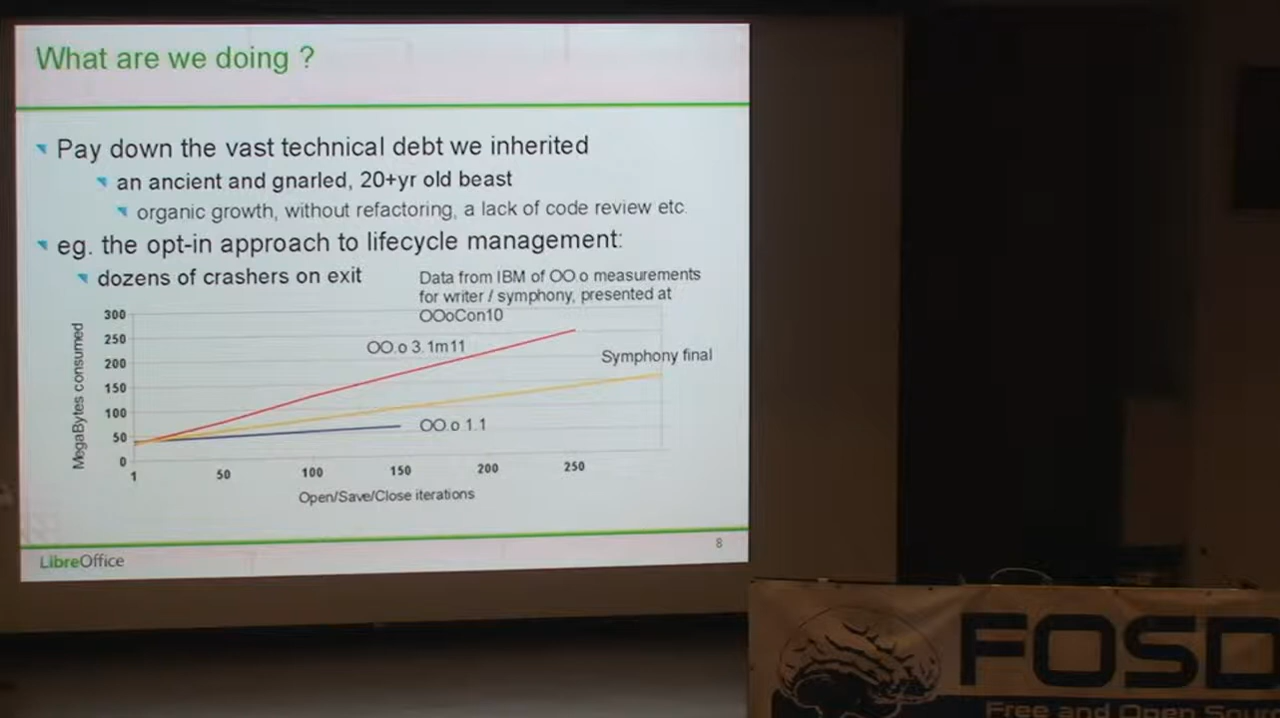 What are we doing ?
Pay down the vast technical debt we inherited
an ancient and gnarled, 20+yr old beast
organic growth, without refactoring, a lack of code review etc.
eg. the opt-in approach to lifecycle management:
dozens of crashers on exit
Data from IBM of OO.o measurements
for writer / symphony, presented at
OOoCon10
MegaBytes consumed
300
250
200
150
100
50
0
OO.o 3.1m11
Symphony final
OO.o 1.1
1
50
100
150
200
250
Open/Save/Close iterations
LibreOffice
8
FOSD
Free and Open Sour